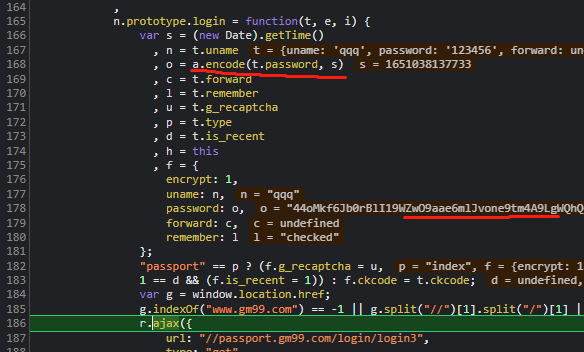 164 ,
165 n.prototype.login = function(t, e, i) {
166 var s = (new Date).getTime()
167 , n = t.uname t = {uname: 'qqq', password: '123456', forward: un
168 , o = a.encode(t.password, s) s = 1651038137733
169 , c = t.forward
170 , l = t.remember
171 , u = t.g_recaptcha
172 , p = t.type
173 , d = t.is_recent
174 , h = this
175 , f = {
176 encrypt: 1,
177 uname: n, n = "qqq"
178 password: o, o = "44oMkf6Jb0rBlI19WZwO9aae6mlJvone9tm4A9LgWQhQ
179 forward: c, c = undefined
180 remember: l l = "checked"
181 };
182 "passport" == p ? (f.g_recaptcha = u, p = "index", f = {encrypt: 1
183 1 == d && (f.is_recent = 1)) : f.ckcode = t.ckcode; d = undefined,
184 var g = window.location.href;
185 g.indexOf("www.gm99.com") == -1 || g.split("//")[1].split("/")[1] |
186 r.ajax({
187 url: "//passport.gm99.com/login/login3",
188 type: "get"